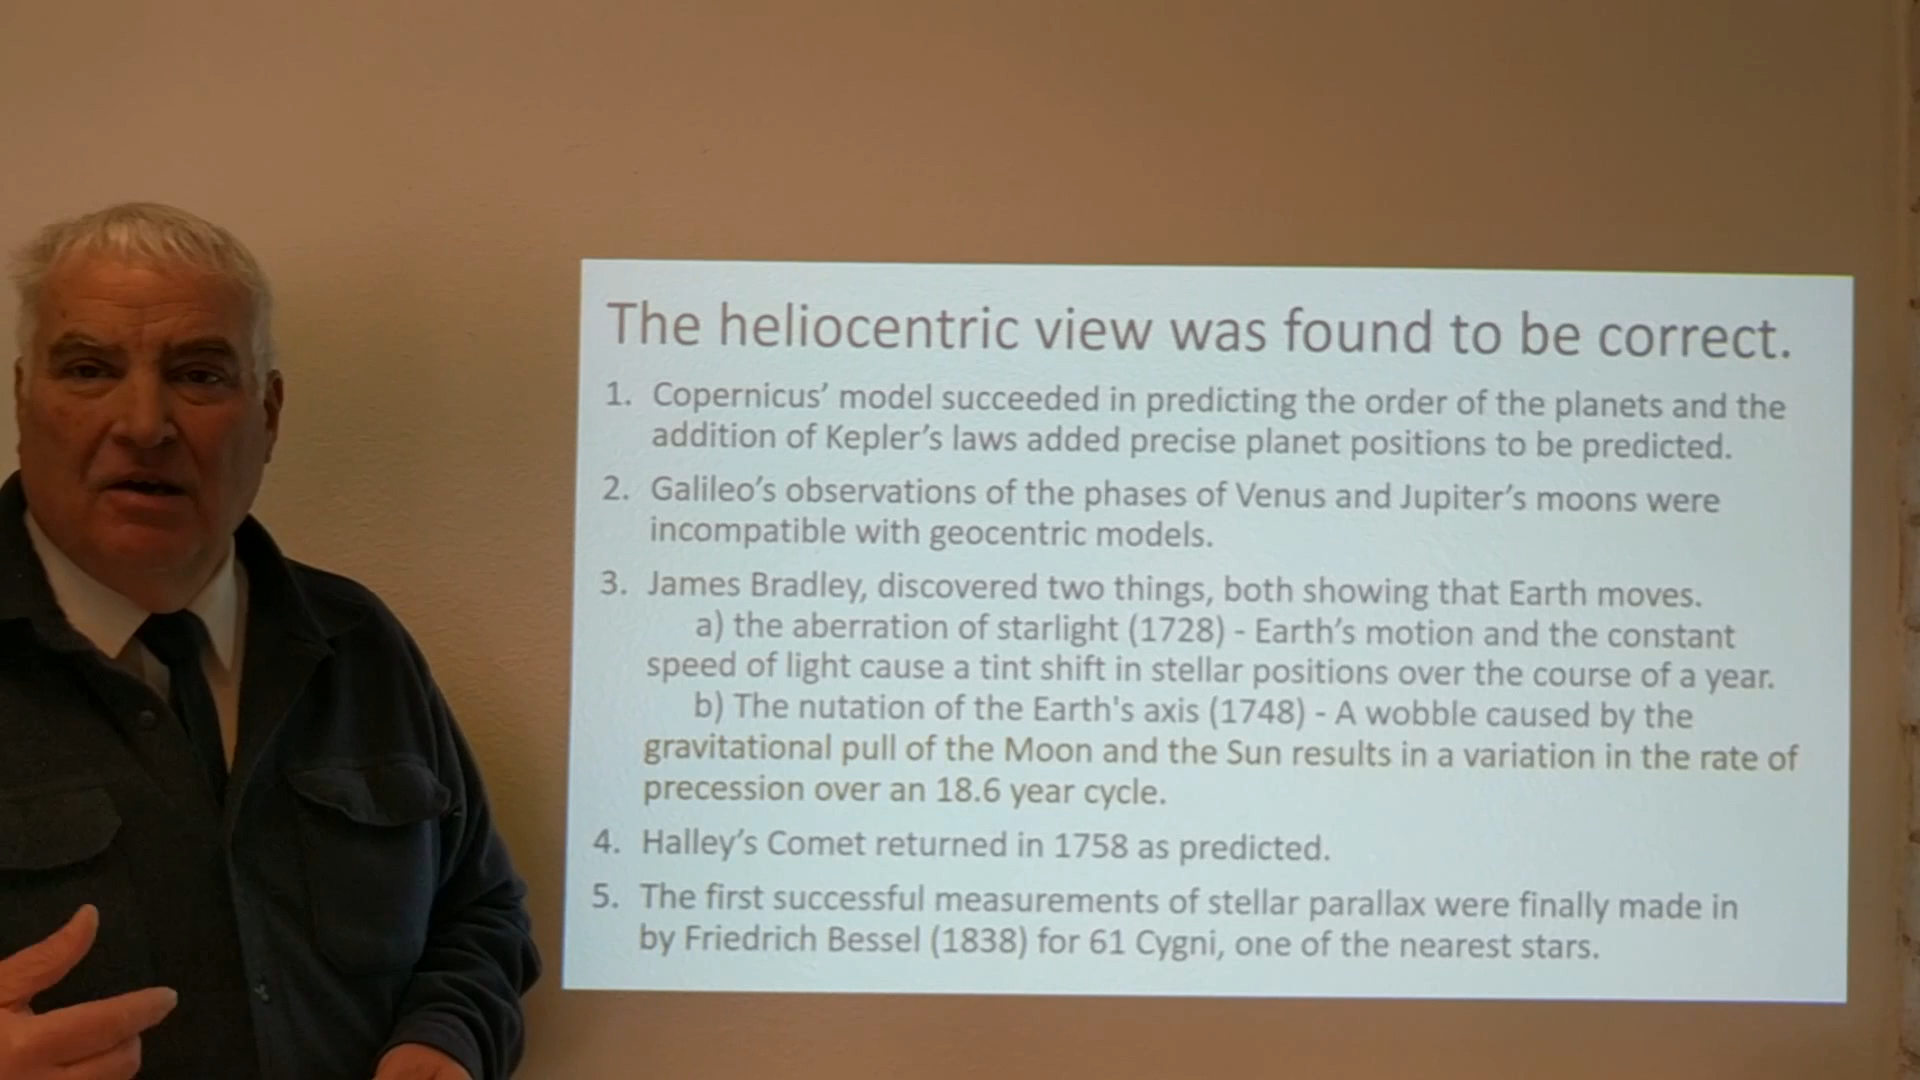 The heliocentric view was found to be correct.
1. Copernicus’ model succeeded in predicting the order of the planets and the
addition of Kepler’s laws added precise planet positions to be predicted.
2. Galileo’s observations of the phases of Venus and Jupiter’s moons were
incompatible with geocentric models.
3. James Bradley, discovered two things, both showing that Earth moves.
a) the aberration of starlight (1728) - Earth’s motion and the constant
speed of light cause a tint shift in stellar positions over the course of a year.
b) The nutation of the Earth's axis (1748) - A wobble caused by the
gravitational pull of the Moon and the Sun results in a variation in the rate of
precession over an 18.6 year cycle.
4. Halley’s Comet returned in 1758 as predicted.
5. The first successful measurements of stellar parallax were finally made in
by Friedrich Bessel (1838) for 61 Cygni, one of the nearest stars.